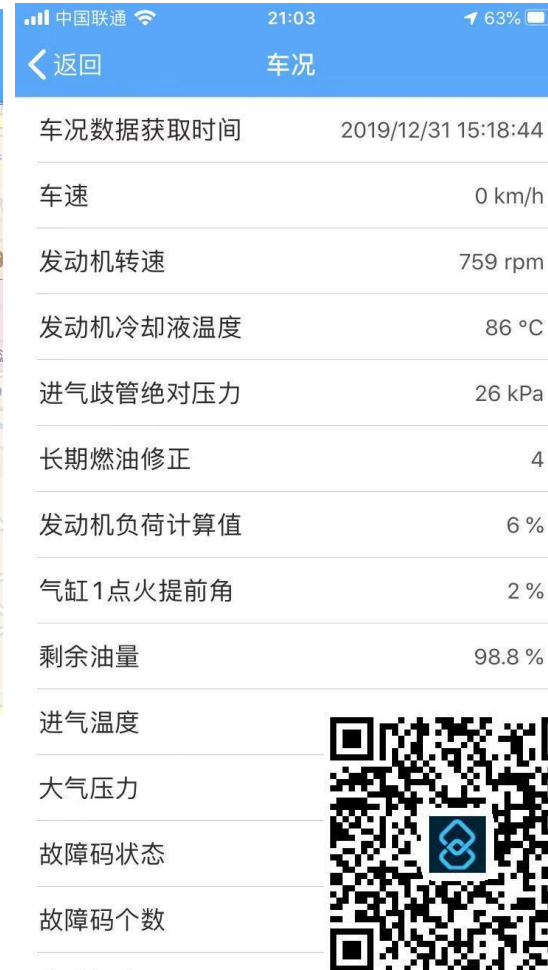 中国联通 21:03 63%
返回 车况
车况数据获取时间 2019/12/31 15:18:44
车速 0 km/h
发动机转速 759 rpm
发动机冷却液温度 86 °C
进气歧管绝对压力 26 kPa
长期燃油修正 4
发动机负荷计算值 6 %
气缸1点火提前角 2 %
剩余油量 98.8 %
进气温度
大气压力
故障码状态
故障码个数